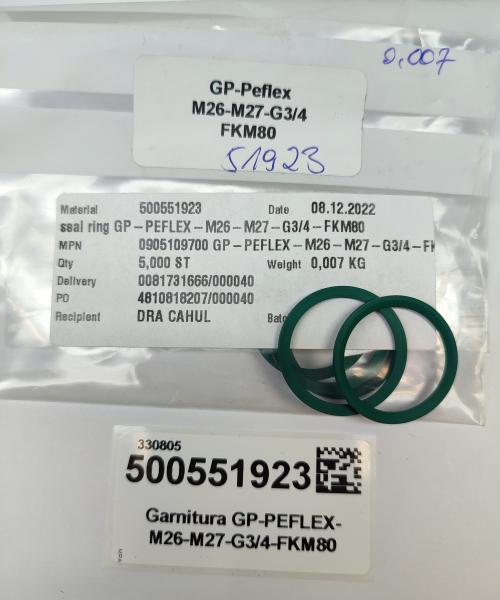 0,007
GP-Peflex
M26-M27-G3/4
FKM80
51923
Material 500551923 Date 08.12.2022
seal ring GP-PEFLEX-M26-M27-G3/4-FKM80
MPN 0905109700 GP-PEFLEX-M26-M27-G3/4-FK
Qty 5,000 ST Weight 0,007 KG
Delivery 0081731666/000040
PO 4810818207/000040
Recipient DRA CAHUL
330805
500551923
Garnitura GP-PEFLEX-
M26-M27-G3/4-FKM80